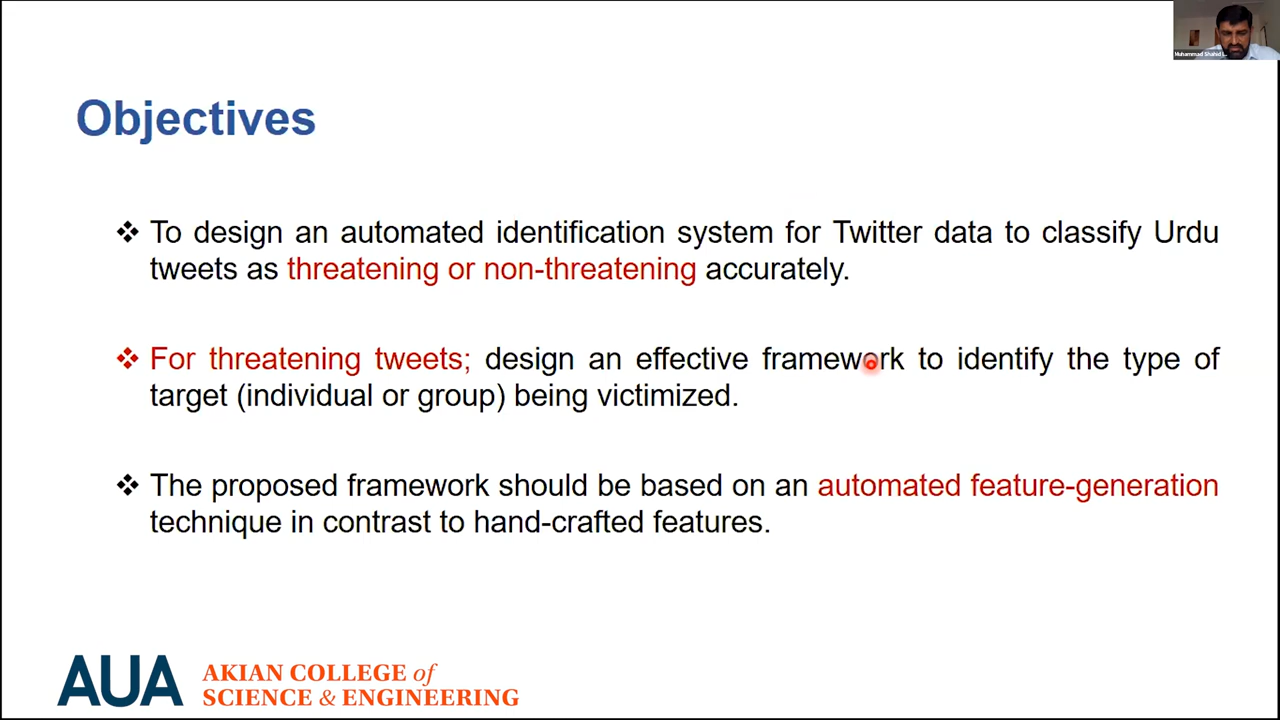 Muhammad Shahid I...
Objectives
❖ To design an automated identification system for Twitter data to classify Urdu
tweets as threatening or non-threatening accurately.
❖ For threatening tweets; design an effective framework to identify the type of
target (individual or group) being victimized.
❖ The proposed framework should be based on an automated feature-generation
technique in contrast to hand-crafted features.
AUA
AKIAN COLLEGE of
SCIENCE & ENGINEERING